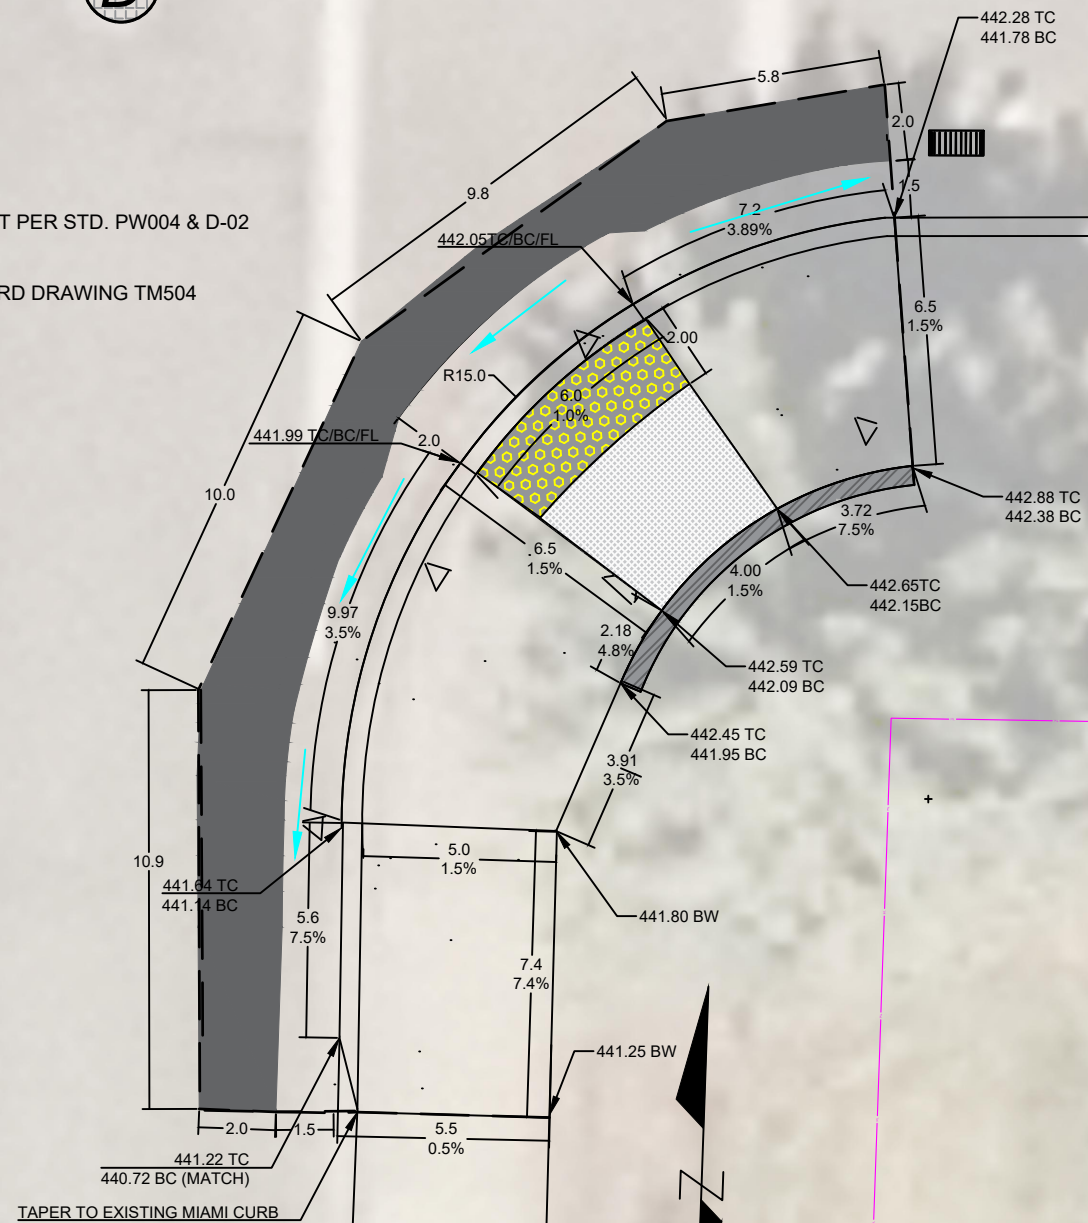 442.28 TC
441.78 BC
5.8
2.0
1.5
9.8
T PER STD. PW004 & D-02
7.2
3.89%
442.05TC/BC/FL
RD DRAWING TM504
6.5
1.5%
2.00
R15.0
6.0
1.0%
441.99 TC/BC/FL
2.0
10.0
442.88 TC
442.38 BC
3.72
7.5%
6.5
1.5%
4.00
1.5%
442.65TC
442.15BC
9.97
3.5%
2.18
4.8%
442.59 TC
442.09 BC
442.45 TC
441.95 BC
3.91
3.5%
10.9
5.0
1.5%
441.64 TC
441.14 BC
5.6
7.5%
441.80 BW
7.4
7.4%
441.25 BW
2.0
1.5
5.5
0.5%
441.22 TC
440.72 BC (MATCH)
TAPER TO EXISTING MIAMI CURB